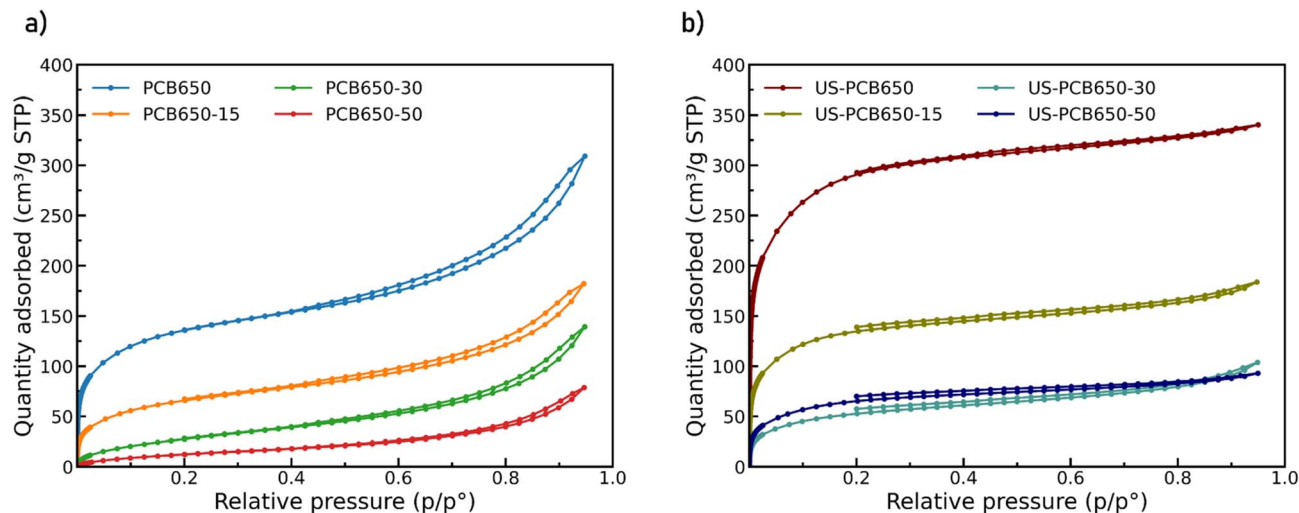 a)
400
350
300
250
200
150
100
50
0
Quantity adsorbed (cm³/g STP)
PCB650
PCB650-15
PCB650-30
PCB650-50
0.2
0.4
0.6
0.8
1.0
Relative pressure (p/p°)
b)
400
350
300
250
200
150
100
50
0
Quantity adsorbed (cm³/g STP)
US-PCB650
US-PCB650-15
US-PCB650-30
US-PCB650-50
0.2
0.4
0.6
0.8
1.0
Relative pressure (p/p°)